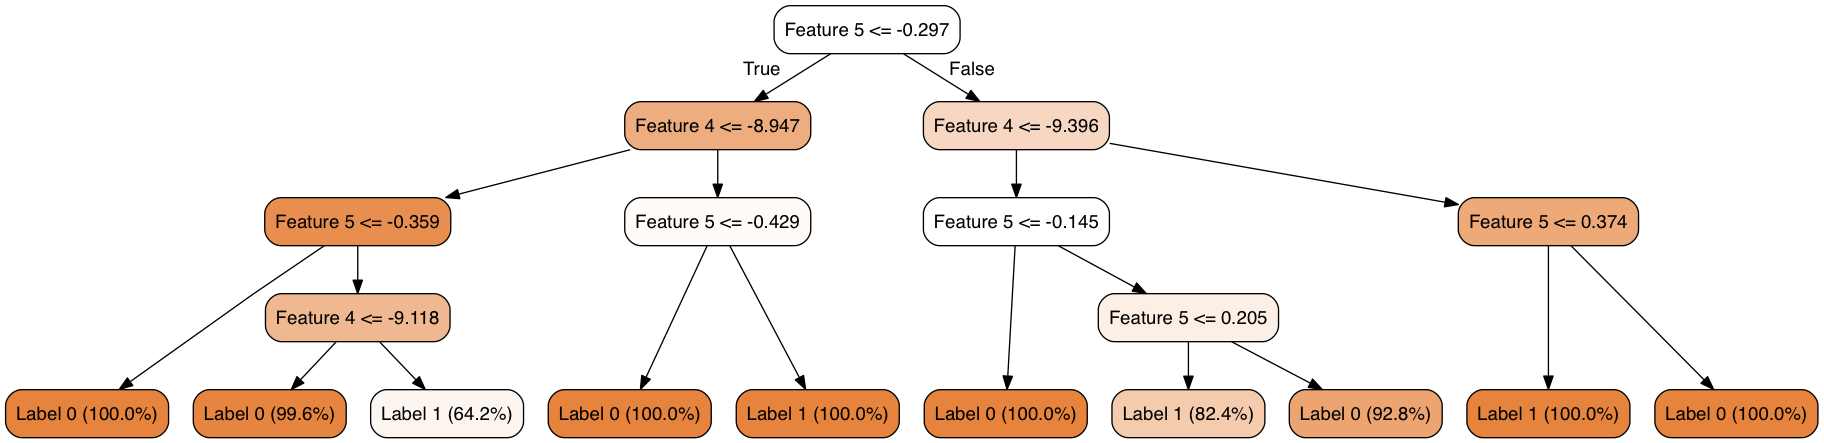 Feature 5 <= -0.297
True
False
Feature 4 <= -8.947
Feature 4 <= -9.396
Feature 5 <= -0.359
Feature 5 <= -0.429
Feature 5 <= -0.145
Feature 5 <= 0.374
Feature 4 <= -9.118
Feature 5 <= 0.205
Label 0 (100.0%)
Label 0 (99.6%)
Label 1 (64.2%)
Label 0 (100.0%)
Label 1 (100.0%)
Label 0 (100.0%)
Label 1 (82.4%)
Label 0 (92.8%)
Label 1 (100.0%)
Label 0 (100.0%)